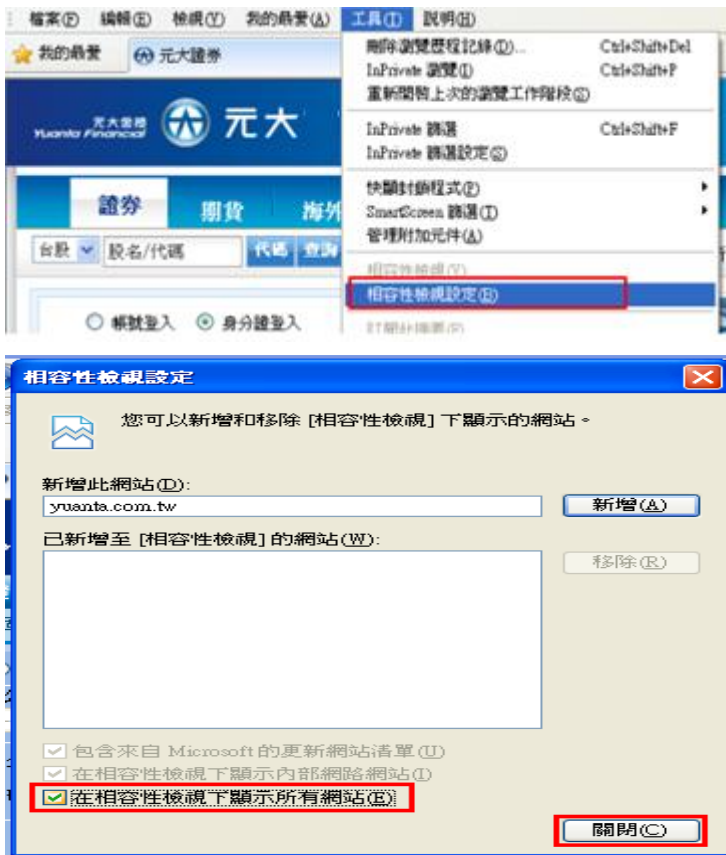 檔案(F) 編輯(E) 檢視(V) 我的最愛(A) 工具(T) 說明(H)
我的最愛 元大證券
刪除瀏覽歷程記錄(D)... Ctrl+Shift+Del
InPrivate 瀏覽(I) Ctrl+Shift+P
重新開啟上次的瀏覽工作階段(S)
元大金控
Yuanta Financial 元大
InPrivate 篩選 Ctrl+Shift+F
InPrivate 篩選設定(S)
快顯封鎖程式(P)
SmartScreen 篩選(T)
管理附加元件(A)
證券 期貨 海外
台股 股名/代碼 代碼 查詢
相容性檢視(V)
相容性檢視設定(B)
帳號登入 身分證登入
訂閱此摘要(F)
相容性檢視設定
您可以新增和移除 [相容性檢視] 下顯示的網站。
新增此網站(D):
yuanta.com.tw 新增(A)
已新增至 [相容性檢視] 的網站(W):
移除(R)
包含來自 Microsoft 的更新網站清單(U)
在相容性檢視下顯示內部網路網站(I)
在相容性檢視下顯示所有網站(E)
關閉(C)